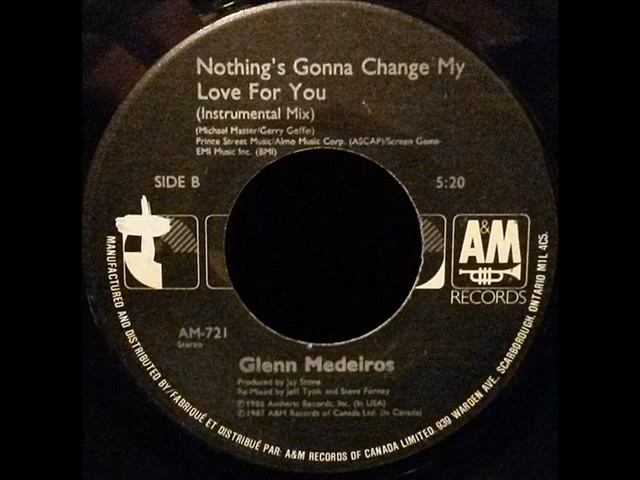 Nothing's Gonna Change My
Love For You
(Instrumental Mix)
(Michael Masser/Gerry Goffin)
Prince Street Music/Almo Music Corp. (ASCAP)/Screen Gems-
EMI Music Inc. (BMI)
SIDE B
5:20
A&M
RECORDS
AM-721
Stereo
Glenn Medeiros
Produced by Jay Stone
Re-Mixed by Jeff Tyzik and Steve Forney
Ⓟ1986 Amherst Records, Inc. (In USA)
Ⓟ1987 A&M Records of Canada Ltd. (In Canada)
MANUFACTURED AND DISTRIBUTED BY/FABRIQUÉ ET DISTRIBUÉ PAR: A&M RECORDS OF CANADA LIMITED, 939 WARDEN AVE., SCARBOROUGH, ONTARIO M1L 4C5.